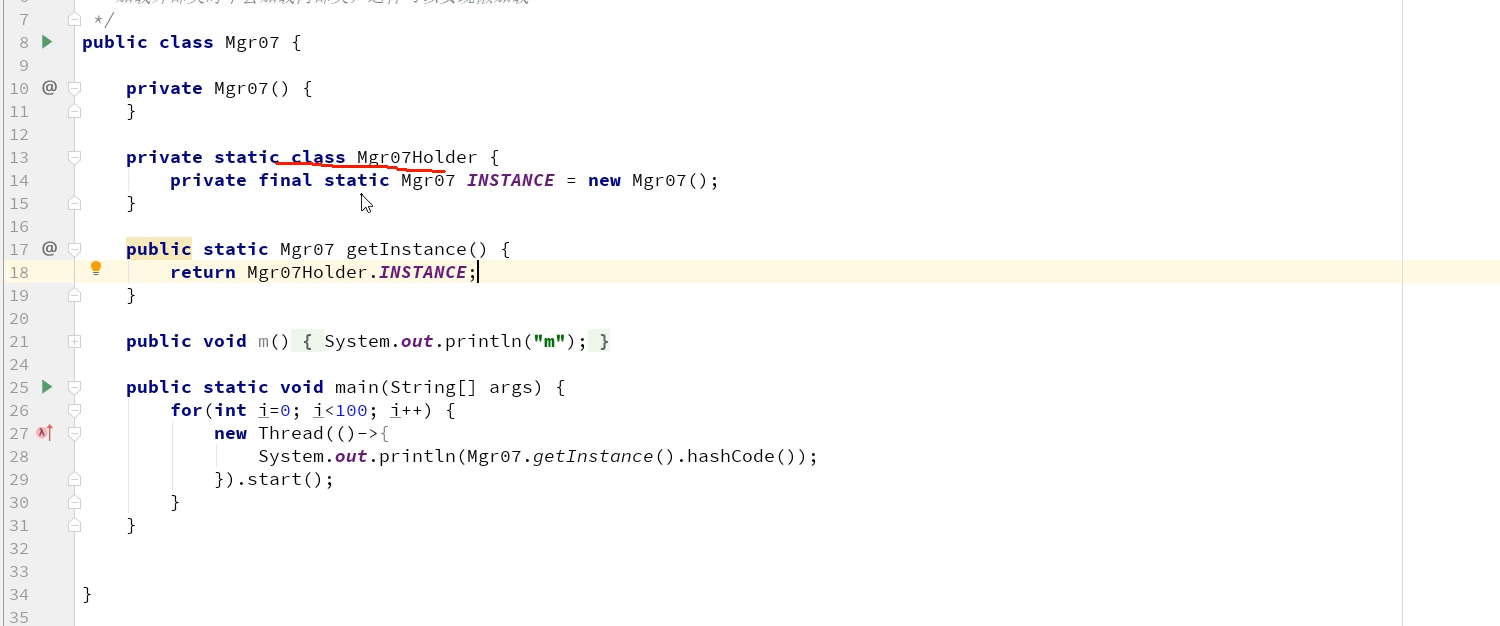 7 */
8 public class Mgr07 {
9
10 @ private Mgr07() {
11 }
12
13 private static class Mgr07Holder {
14 private final static Mgr07 INSTANCE = new Mgr07();
15 }
16
17 @ public static Mgr07 getInstance() {
18 return Mgr07Holder.INSTANCE;
19 }
20
21 public void m() { System.out.println("m"); }
24
25 public static void main(String[] args) {
26 for(int i=0; i<100; i++) {
27 new Thread(()->{
28 System.out.println(Mgr07.getInstance().hashCode());
29 }).start();
30 }
31 }
32
33
34 }
35